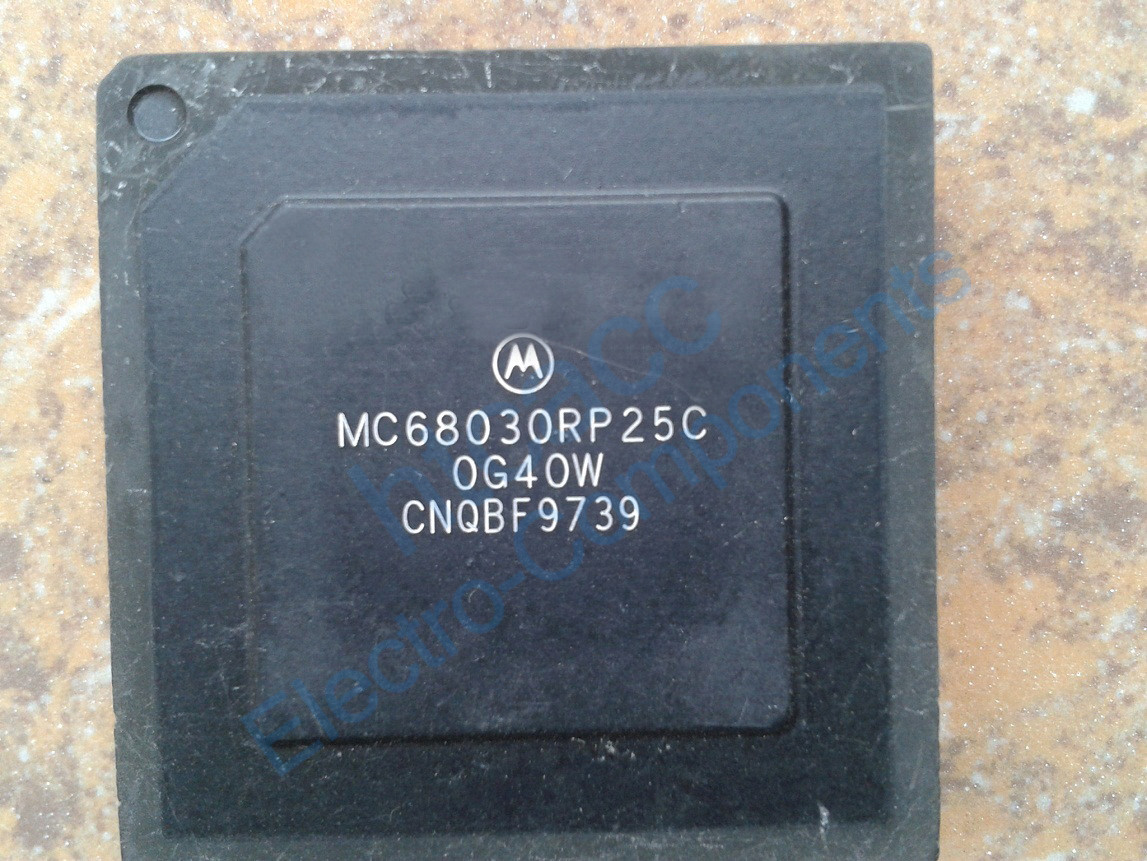 MC68030RP25C
0G40W
CNQBF9739
Electro-Components